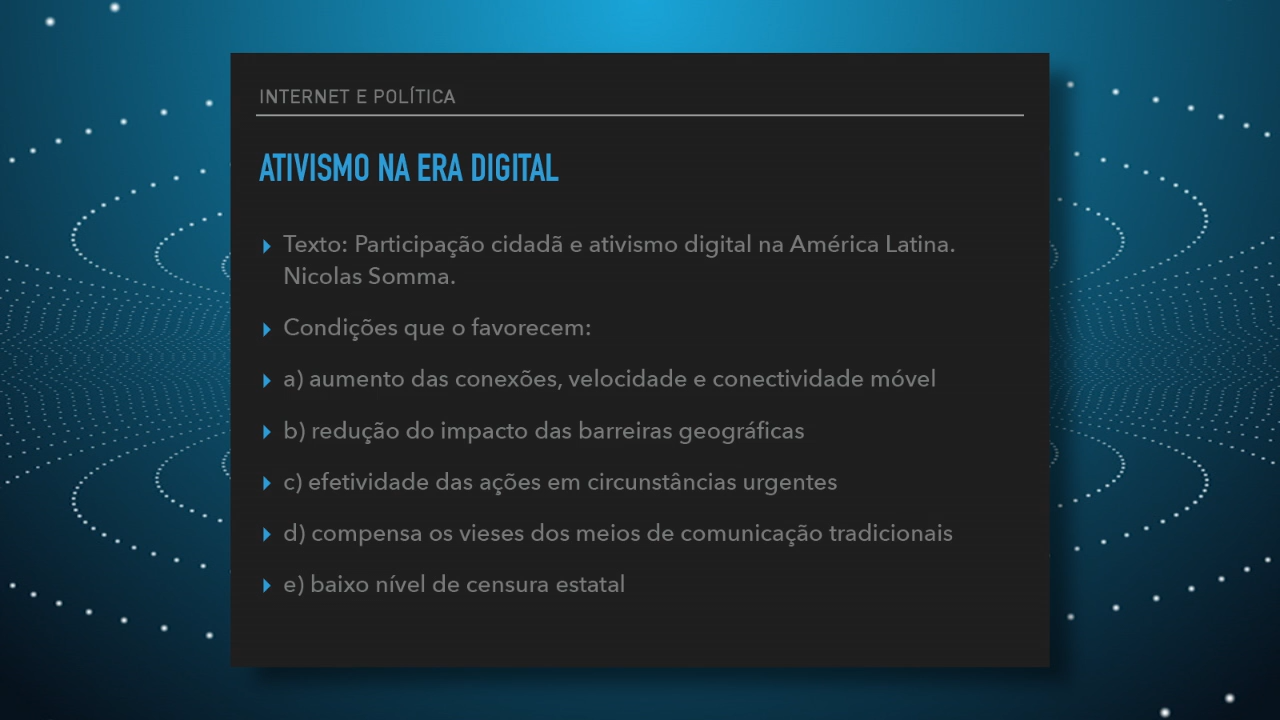 INTERNET E POLÍTICA
ATIVISMO NA ERA DIGITAL
Texto: Participação cidadã e ativismo digital na América Latina.
Nicolas Somma.
Condições que o favorecem:
a) aumento das conexões, velocidade e conectividade móvel
b) redução do impacto das barreiras geográficas
c) efetividade das ações em circunstâncias urgentes
d) compensa os vieses dos meios de comunicação tradicionais
e) baixo nível de censura estatal